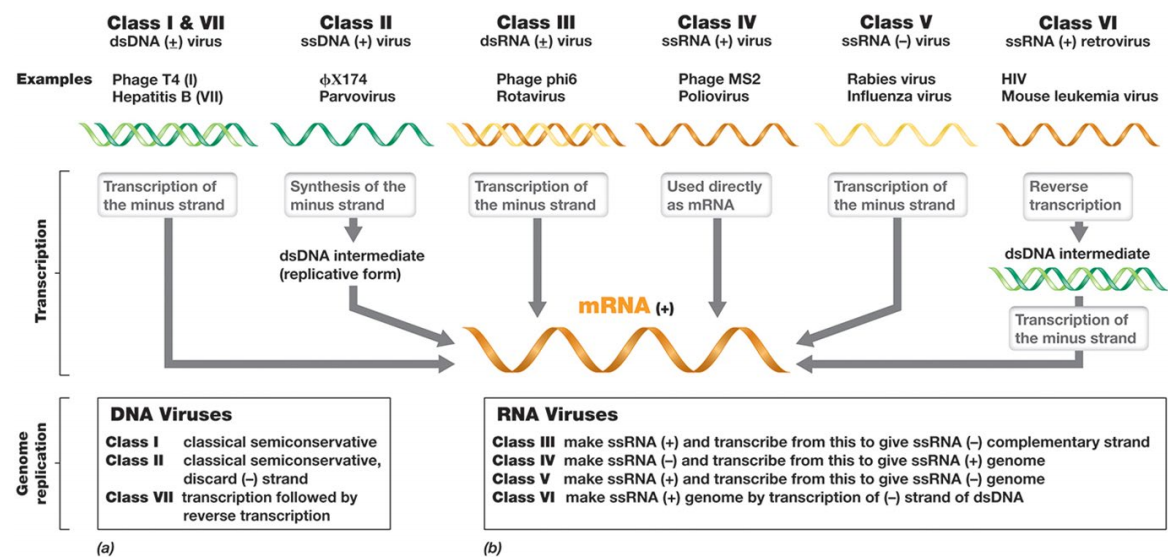 Class I & VII
dsDNA (±) virus
Class II
ssDNA (+) virus
Class III
dsRNA (±) virus
Class IV
ssRNA (+) virus
Class V
ssRNA (–) virus
Class VI
ssRNA (+) retrovirus
Examples
Phage T4 (I)
Hepatitis B (VII)
ϕX174
Parvovirus
Phage phi6
Rotavirus
Phage MS2
Poliovirus
Rabies virus
Influenza virus
HIV
Mouse leukemia virus
Transcription
Transcription of
the minus strand
Synthesis of the
minus strand
Transcription of
the minus strand
Used directly
as mRNA
Transcription of
the minus strand
Reverse
transcription
dsDNA intermediate
(replicative form)
dsDNA intermediate
mRNA (+)
Transcription
of the minus
strand
Genome
replication
DNA Viruses
Class I classical semiconservative
Class II classical semiconservative,
discard (–) strand
Class VII transcription followed by
reverse transcription
(a)
RNA Viruses
Class III make ssRNA (+) and transcribe from this to give ssRNA (–) complementary strand
Class IV make ssRNA (–) and transcribe from this to give ssRNA (+) genome
Class V make ssRNA (+) and transcribe from this to give ssRNA (–) genome
Class VI make ssRNA (+) genome by transcription of (–) strand of dsDNA
(b)